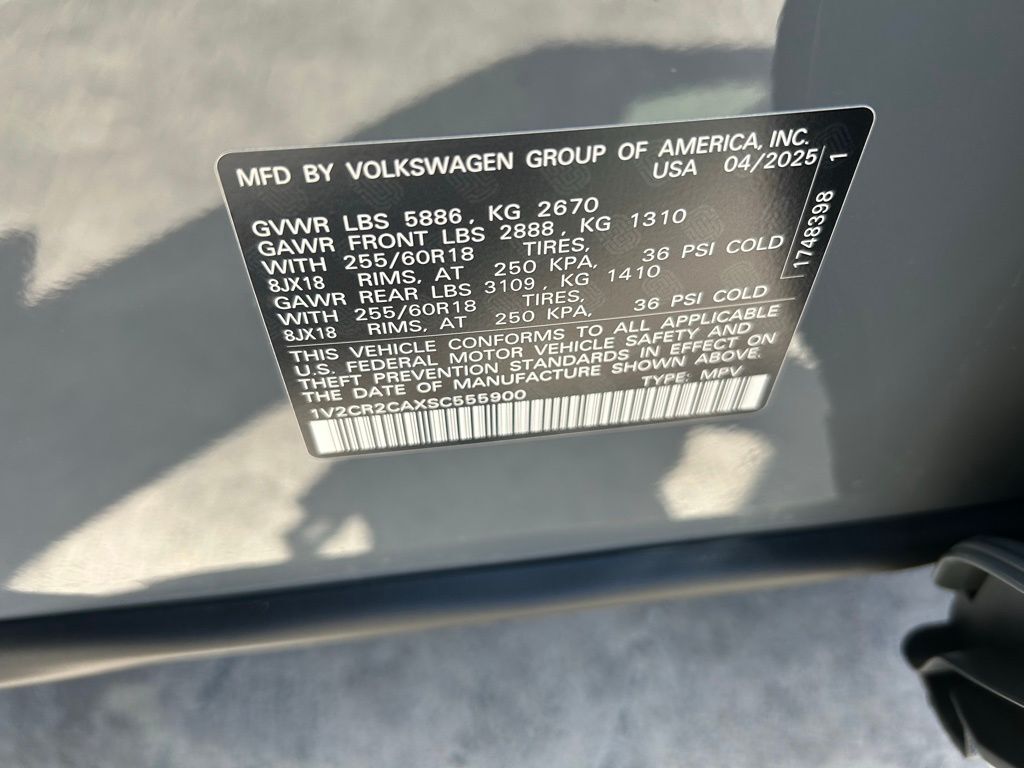 MFD BY VOLKSWAGEN GROUP OF AMERICA, INC.
USA 04/2025
GVWR LBS 5886, KG 2670
GAWR FRONT LBS 2888, KG 1310
WITH 255/60R18 TIRES,
8JX18 RIMS, AT 250 KPA, 36 PSI COLD
GAWR REAR LBS 3109, KG 1410
WITH 255/60R18 TIRES,
8JX18 RIMS, AT 250 KPA, 36 PSI COLD
THIS VEHICLE CONFORMS TO ALL APPLICABLE
U.S. FEDERAL MOTOR VEHICLE SAFETY AND
THEFT PREVENTION STANDARDS IN EFFECT ON
THE DATE OF MANUFACTURE SHOWN ABOVE.
1V2CR2CAXSC555900 TYPE: MPV
1748398 1